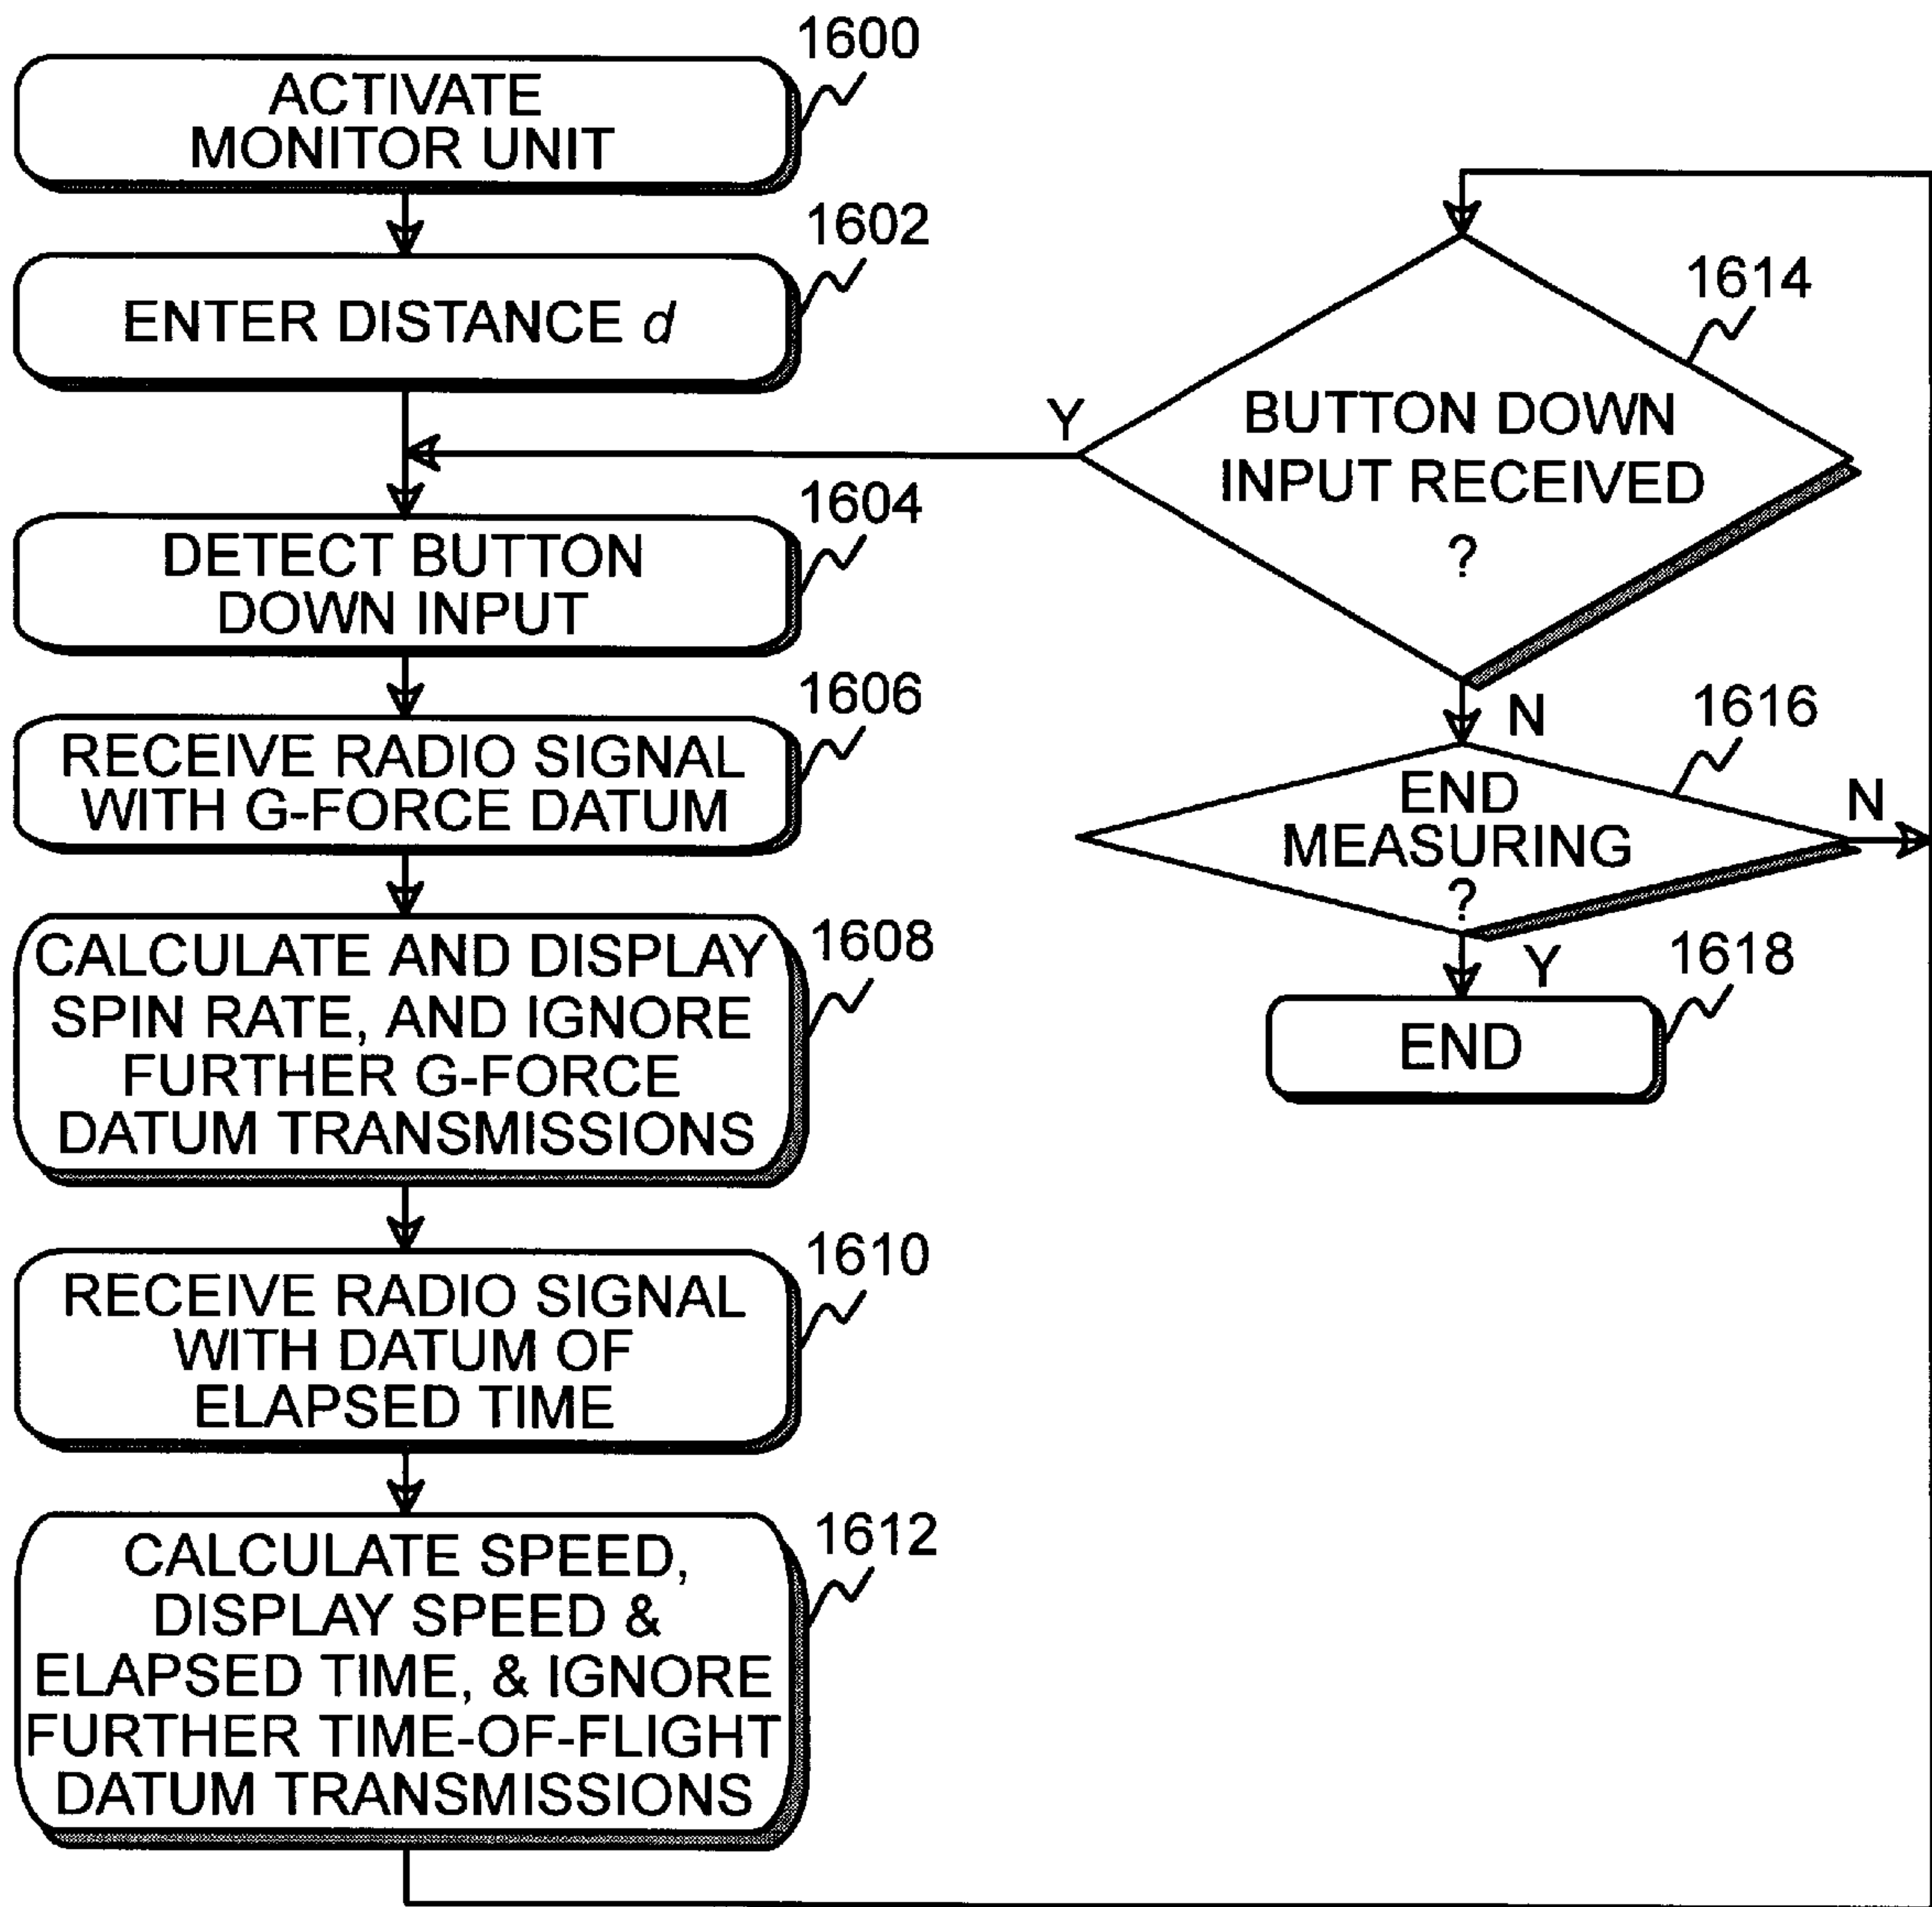 1600
ACTIVATE
MONITOR UNIT
1602
ENTER DISTANCE d
1604
DETECT BUTTON
DOWN INPUT
1606
RECEIVE RADIO SIGNAL
WITH G-FORCE DATUM
1608
CALCULATE AND DISPLAY
SPIN RATE, AND IGNORE
FURTHER G-FORCE
DATUM TRANSMISSIONS
1610
RECEIVE RADIO SIGNAL
WITH DATUM OF
ELAPSED TIME
1612
CALCULATE SPEED,
DISPLAY SPEED &
ELAPSED TIME, & IGNORE
FURTHER TIME-OF-FLIGHT
DATUM TRANSMISSIONS
1614
Y
BUTTON DOWN
INPUT RECEIVED
?
N
1616
END
MEASURING
?
N
Y
1618
END